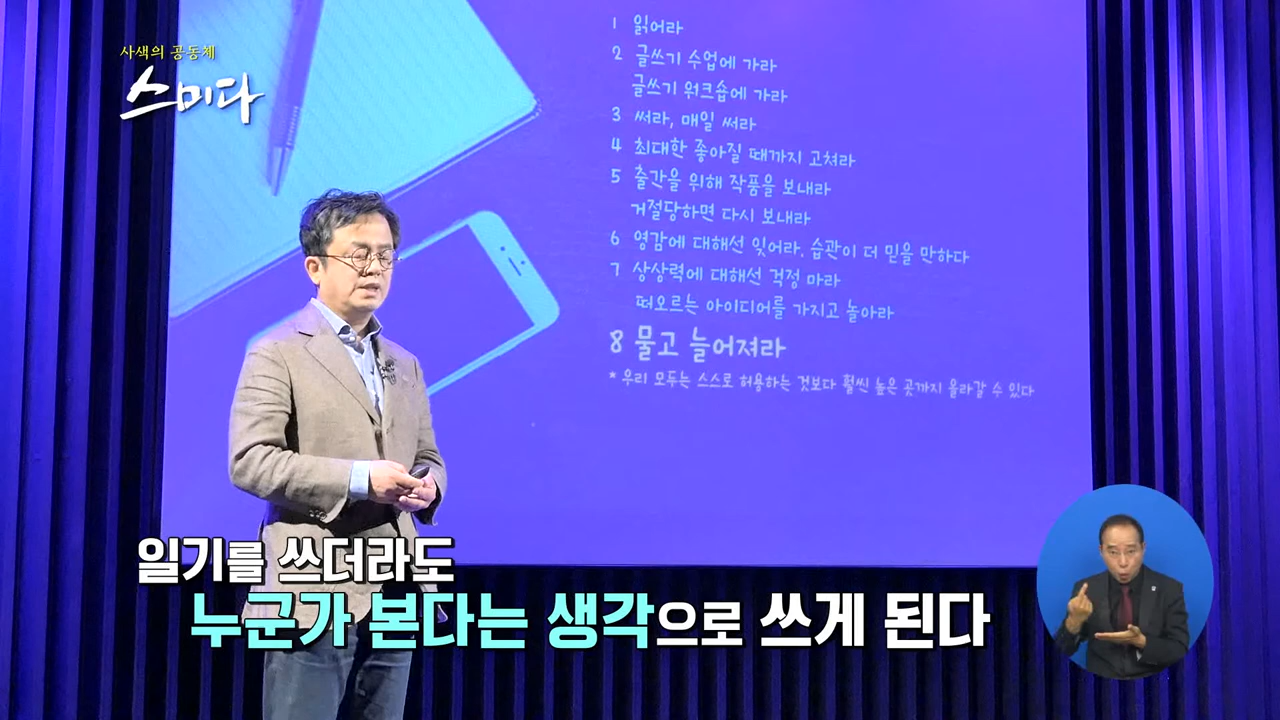 사색의 공동체
스미다
1 읽어라
2 글쓰기 수업에 가라
글쓰기 워크숍에 가라
3 써라, 매일 써라
4 최대한 좋아질 때까지 고쳐라
5 출간을 위해 작품을 보내라
거절당하면 다시 보내라
6 영감에 대해선 잊어라. 습관이 더 믿을 만하다
7 상상력에 대해선 걱정 마라
떠오르는 아이디어를 가지고 놀아라
8 물고 늘어져라
* 우리 모두는 스스로 허용하는 것보다 훨씬 높은 곳까지 올라갈 수 있다
일기를 쓰더라도
누군가 본다는 생각으로 쓰게 된다